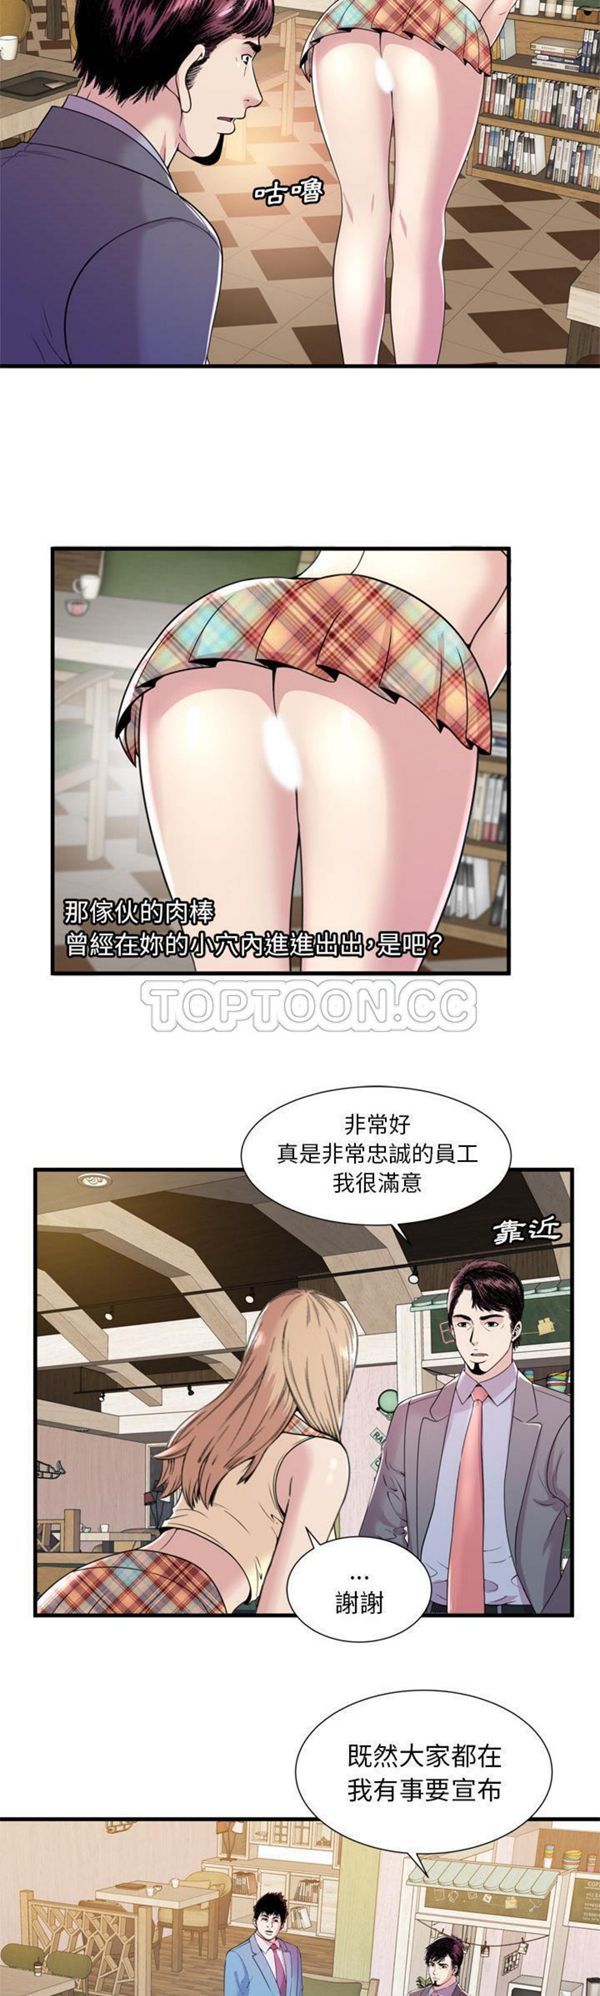 咕嚕
那傢伙的肉棒
曾經在妳的小穴內進進出出，是吧？
TOPTOON.CC
非常好
真是非常忠誠的員工
我很滿意
靠近
...
謝謝
既然大家都在
我有事要宣布